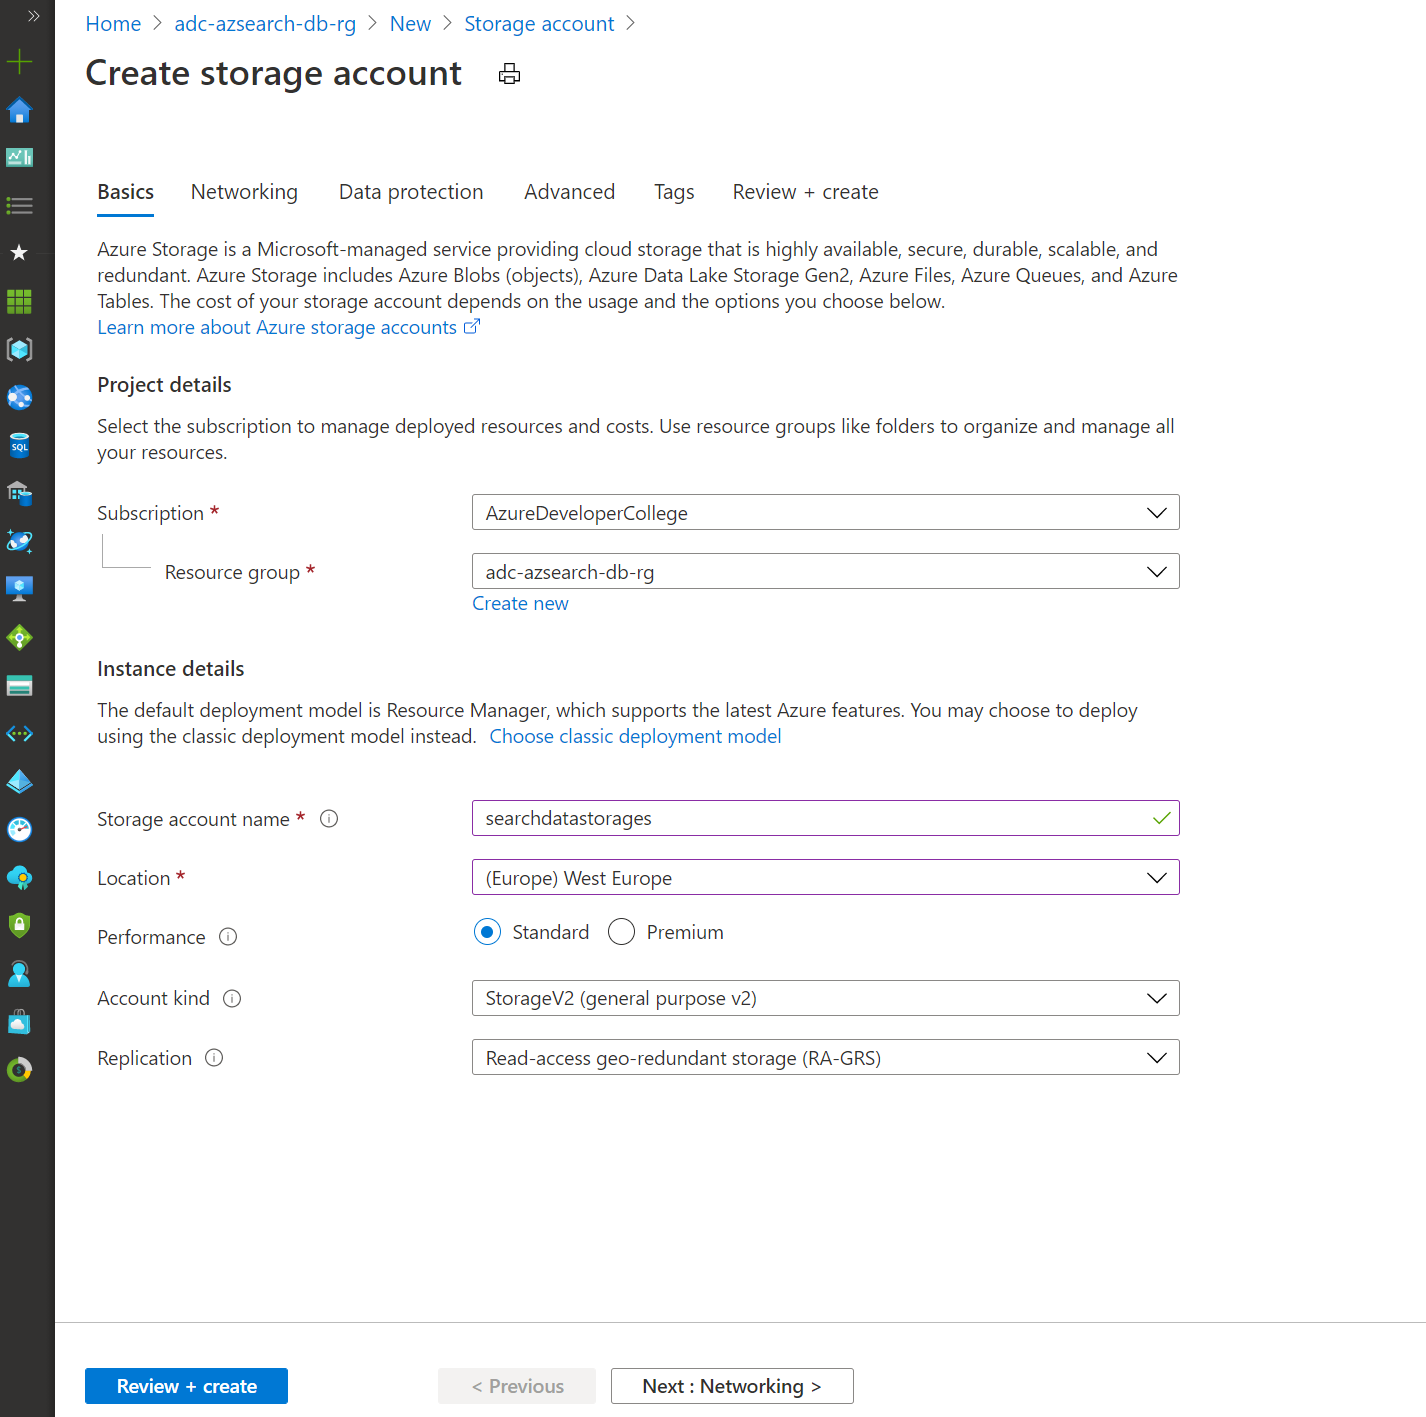 Home > adc-azsearch-db-rg > New > Storage account >
Create storage account
Basics Networking Data protection Advanced Tags Review + create
Azure Storage is a Microsoft-managed service providing cloud storage that is highly available, secure, durable, scalable, and
redundant. Azure Storage includes Azure Blobs (objects), Azure Data Lake Storage Gen2, Azure Files, Azure Queues, and Azure
Tables. The cost of your storage account depends on the usage and the options you choose below.
Learn more about Azure storage accounts
Project details
Select the subscription to manage deployed resources and costs. Use resource groups like folders to organize and manage all
your resources.
Subscription * AzureDeveloperCollege
Resource group * adc-azsearch-db-rg
Create new
Instance details
The default deployment model is Resource Manager, which supports the latest Azure features. You may choose to deploy
using the classic deployment model instead. Choose classic deployment model
Storage account name * searchdatastorages
Location * (Europe) West Europe
Performance Standard Premium
Account kind StorageV2 (general purpose v2)
Replication Read-access geo-redundant storage (RA-GRS)
Review + create < Previous Next : Networking >
SQL